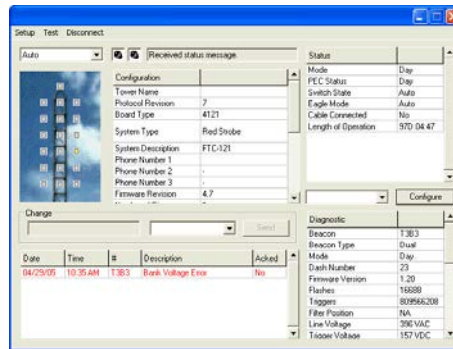 Setup Test Disconnect
Auto
Received status message.
Configuration
Tower Name
Protocol Revision 7
Board Type 4121
System Type Red Strobe
System Description FTC-121
Phone Number 1
Phone Number 2 -
Phone Number 3 -
Firmware Revision 4.7
Change
Send
Date Time # Description Acked
04/29/05 10:35 AM T3B3 Bank Voltage Error No
Status
Mode Day
PEC Status Day
Switch State Auto
Eagle Mode Auto
Cable Connected No
Length of Operation 97D 04:47
Configure
Diagnostic
Beacon T3B3
Beacon Type Dual
Mode Day
Dash Number 23
Firmware Version 1.20
Flashes 16688
Triggers 809566208
Filter Position NA
Line Voltage 396 VAC
Trigger Voltage 157 VDC